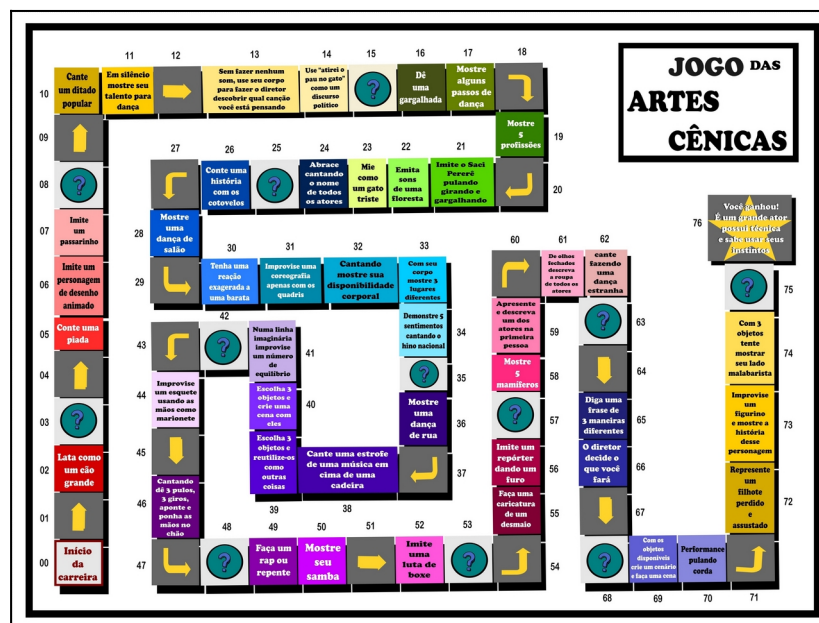 JOGO DAS
ARTES
CÊNICAS
00
Início
da
carreira
01
02
Lata como
um cão
grande
03
?
04
05
Conte uma
piada
06
Imite um
personagem
de desenho
animado
07
Imite
um
passarinho
08
?
09
10
Cante
um ditado
popular
11
Em silêncio
mostre seu
talento para
dança
12
13
Sem fazer nenhum
som, use seu corpo
para fazer o diretor
descobrir qual canção
você está pensando
14
Use "atirei o
pau no gato"
como um
discurso
político
15
?
16
Dê
uma
gargalhada
17
Mostre
alguns
passos de
dança
18
19
Mostre
5
profissões
20
21
Imite o Saci
Pererê
pulando
girando e
gargalhando
22
Emita
sons
de uma
floresta
23
Mie
como
um gato
triste
24
Abrace
cantando
o nome
de todos
os atores
25
?
26
Conte uma
história
com os
cotovelos
27
28
Mostre
uma
dança de
salão
29
30
Tenha uma
reação
exagerada
a uma barata
31
Improvise uma
coreografia
apenas com
os quadris
32
Cantando
mostre sua
disponibilidade
corporal
33
Com seu
corpo
mostre 3
lugares
diferentes
34
Demonstre 5
sentimentos
cantando o
hino nacional
35
?
36
Mostre
uma
dança
de rua
37
38
Cante uma estrofe
de uma música em
cima de uma
cadeira
39
Escolha 3
objetos e
reutilize-os
como
outras
coisas
40
Escolha 3
objetos e
crie uma
cena com
eles
41
Numa linha
imaginária
improvise
um número
de
equilíbrio
42
?
43
44
Improvise
um esquete
usando as
mãos como
marionete
45
46
Cantando
dê 3 pulos,
3 giros,
aponte e
ponha as
mãos no
chão
47
48
?
49
Faça um
rap ou
repente
50
Mostre
seu
samba
51
52
Imite
uma
luta de
boxe
53
?
54
55
Faça uma
caricatura
de um
desmaio
56
Imite um
repórter
dando um
furo
57
?
58
Mostre
5
mamíferos
59
Apresente
e descreva
um dos
atores na
primeira
pessoa
60
61
De olhos
fechados
descreva
a roupa
de todos os
atores
62
cante
fazendo
uma
dança
estranha
63
?
64
65
Diga uma
frase de
3 maneiras
diferentes
66
O diretor
decide o
que você
fará
67
68
?
69
Com os
objetos
disponíveis
crie um cenário
e faça uma cena
70
Performance
pulando
corda
71
72
Represente
um
filhote
perdido
e
assustado
73
Improvise
um
figurino
e mostre a
história
desse
personagem
74
Com 3
objetos
tente
mostrar
seu lado
malabarista
75
?
76
Você ganhou!
É um grande ator
possui técnica
e sabe usar seus
instintos